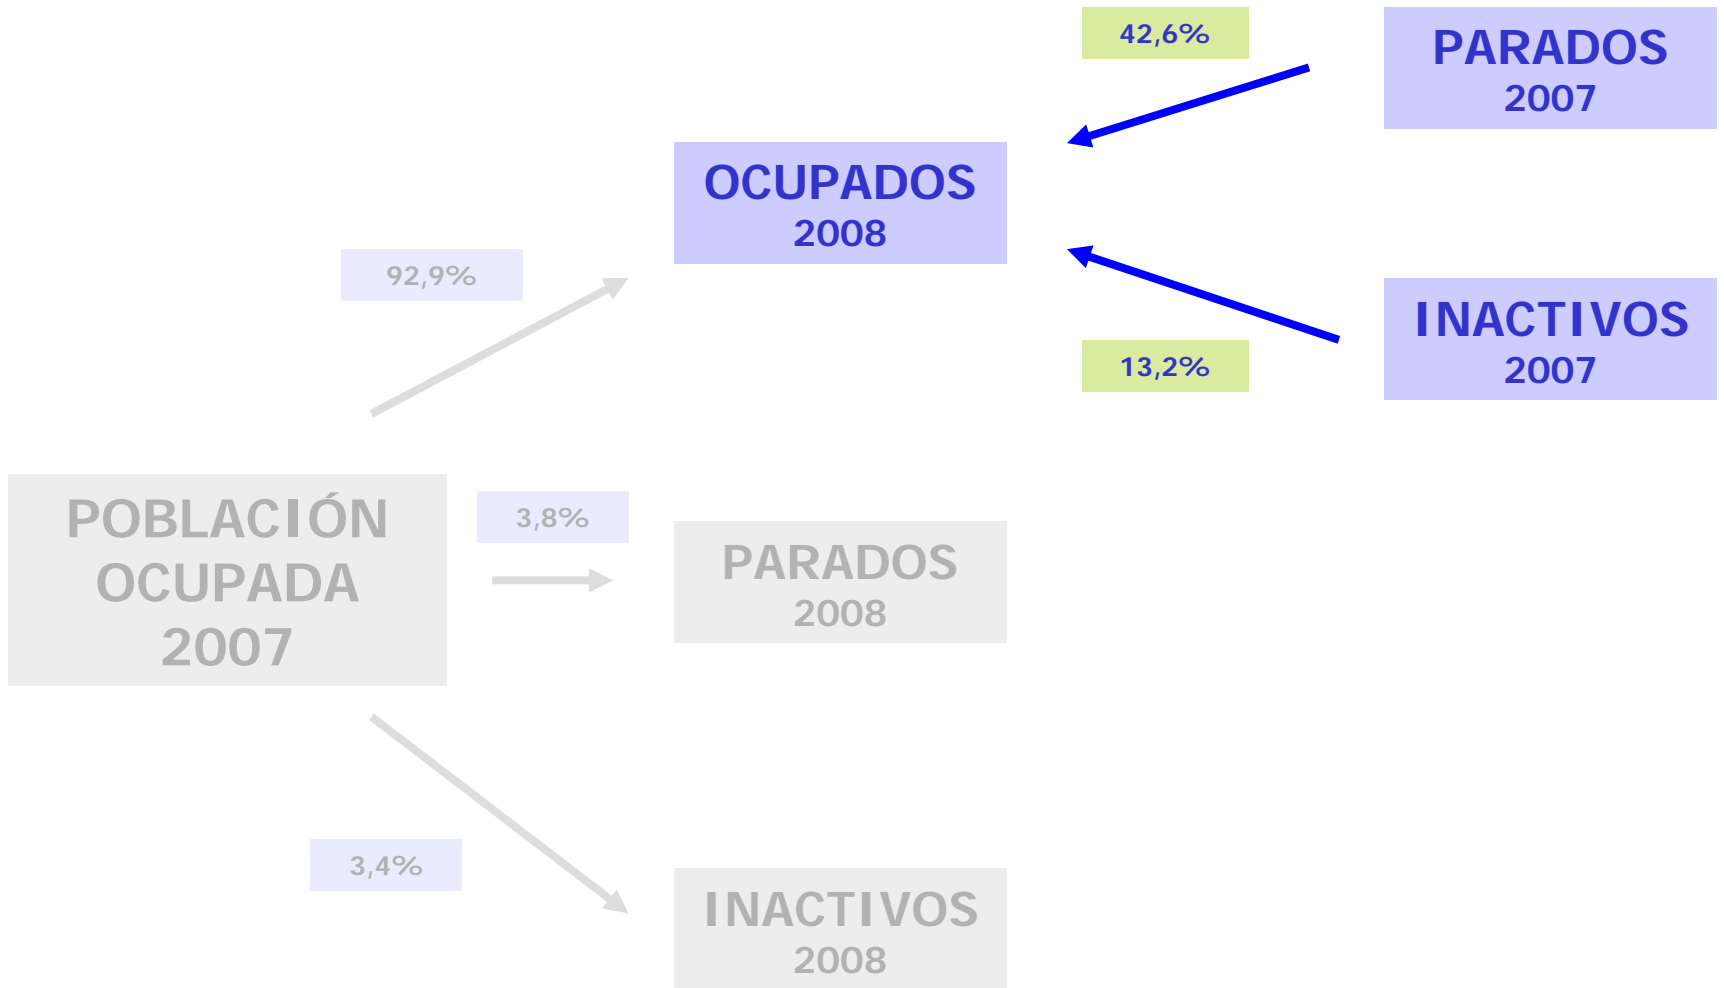 42,6%
PARADOS
2007
OCUPADOS
2008
92,9%
INACTIVOS
2007
13,2%
POBLACIÓN
OCUPADA
2007
3,8%
PARADOS
2008
3,4%
INACTIVOS
2008